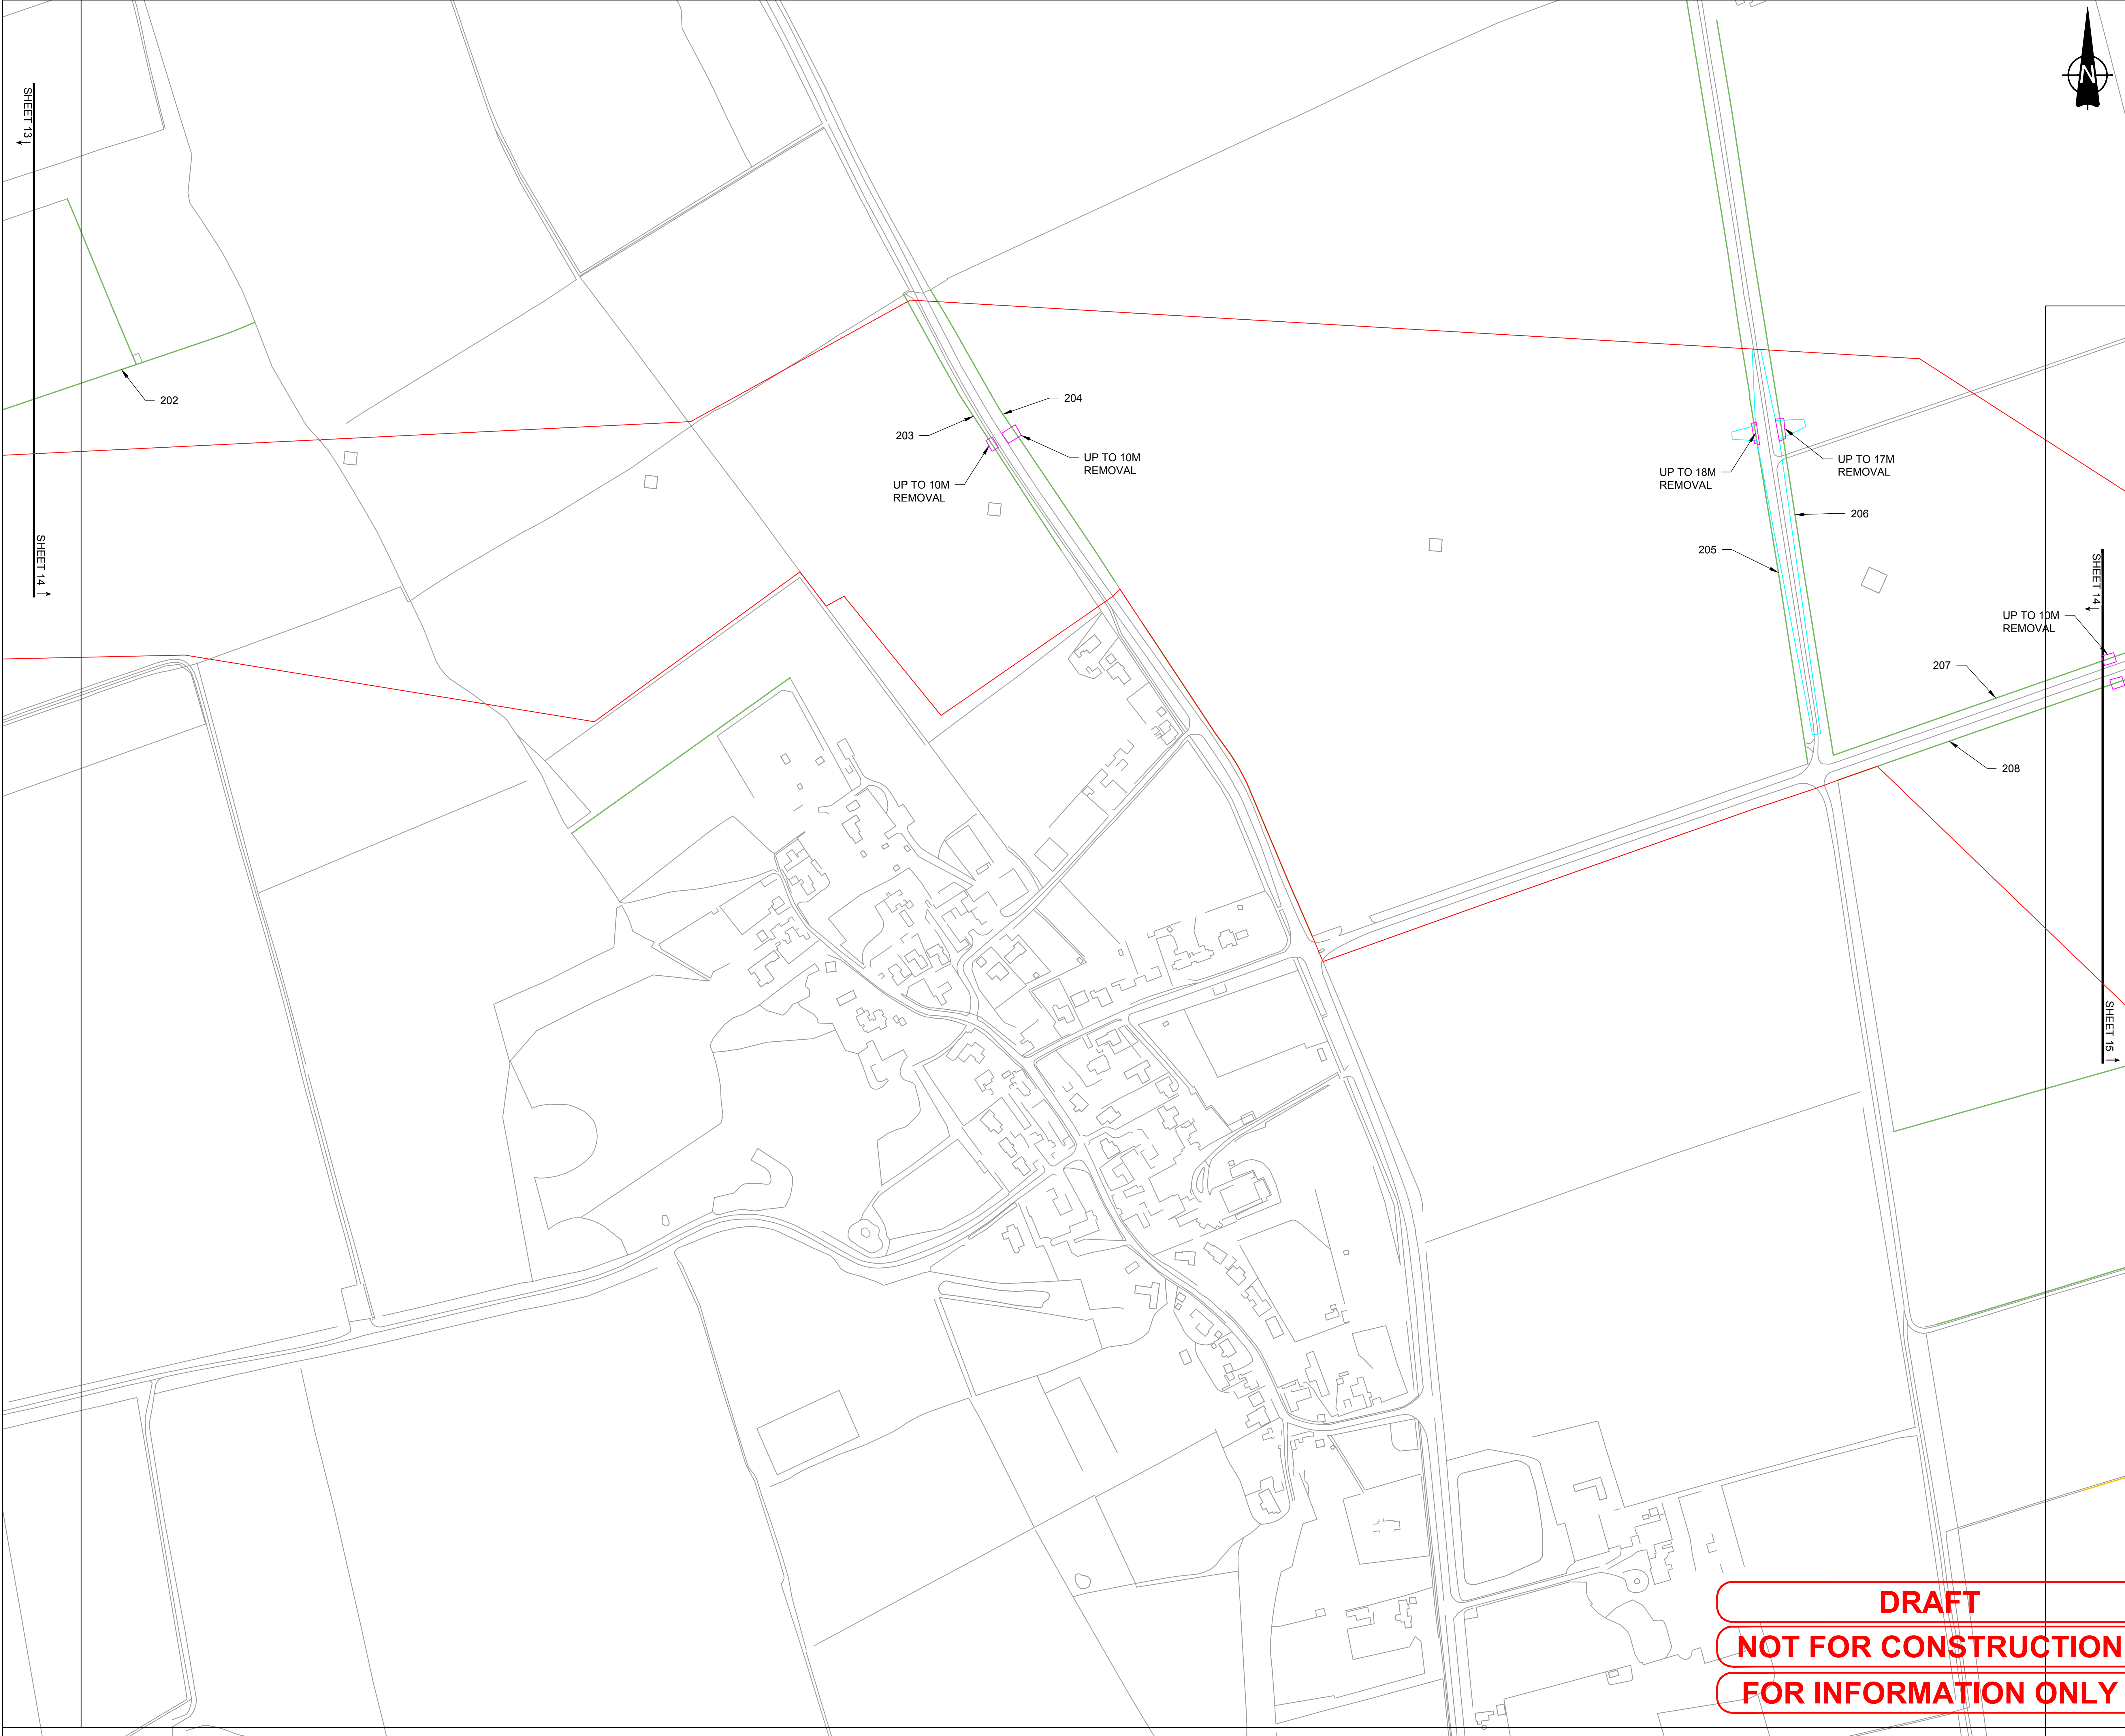 N
SHEET 13
SHEET 14
202
203
204
UP TO 10M
REMOVAL
UP TO 10M
REMOVAL
UP TO 18M
REMOVAL
UP TO 17M
REMOVAL
206
205
SHEET 14
UP TO 10M
REMOVAL
207
208
SHEET 15
DRAFT
NOT FOR CONSTRUCTION
FOR INFORMATION ONLY